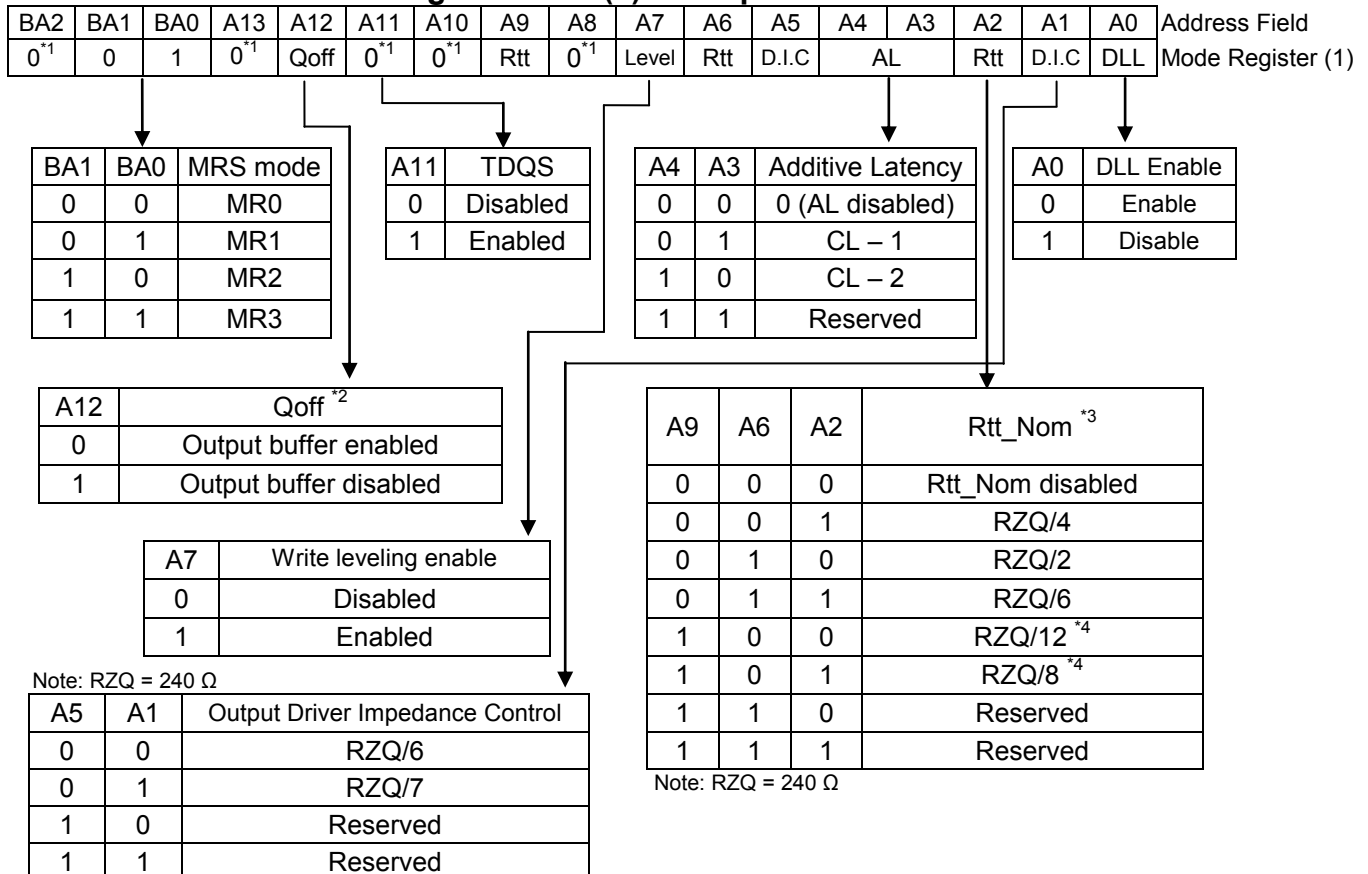 BA2 BA1 BA0 A13 A12 A11 A10 A9 A8 A7 A6 A5 A4 A3 A2 A1 A0 Address Field
0*1 0 1 0*1 Qoff 0*1 0*1 Rtt 0*1 Level Rtt D.I.C AL Rtt D.I.C DLL Mode Register (1)
BA1 BA0 MRS mode
0 0 MR0
0 1 MR1
1 0 MR2
1 1 MR3
A11 TDQS
0 Disabled
1 Enabled
A4 A3 Additive Latency
0 0 0 (AL disabled)
0 1 CL – 1
1 0 CL – 2
1 1 Reserved
A0 DLL Enable
0 Enable
1 Disable
A12 Qoff *2
0 Output buffer enabled
1 Output buffer disabled
A9 A6 A2 Rtt_Nom *3
0 0 0 Rtt_Nom disabled
0 0 1 RZQ/4
0 1 0 RZQ/2
0 1 1 RZQ/6
1 0 0 RZQ/12 *4
1 0 1 RZQ/8 *4
1 1 0 Reserved
1 1 1 Reserved
Note: RZQ = 240 Ω
A7 Write leveling enable
0 Disabled
1 Enabled
Note: RZQ = 240 Ω
A5 A1 Output Driver Impedance Control
0 0 RZQ/6
0 1 RZQ/7
1 0 Reserved
1 1 Reserved